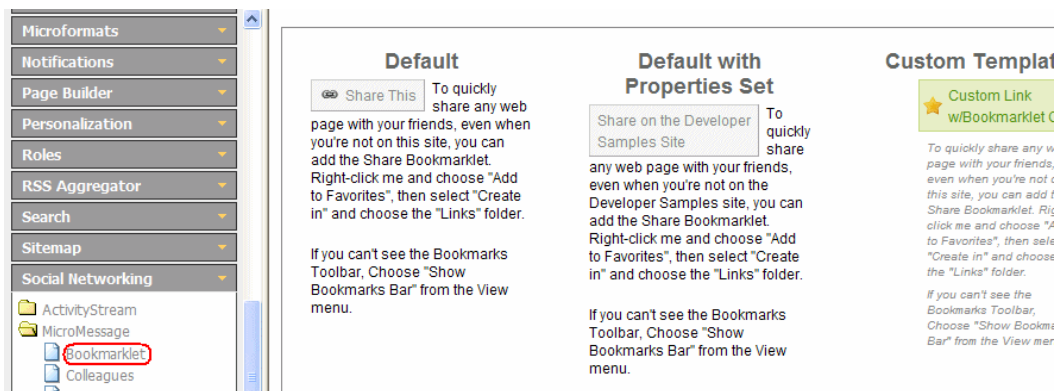 Microformats
Notifications
Page Builder
Personalization
Roles
RSS Aggregator
Search
Sitemap
Social Networking
ActivityStream
MicroMessage
Bookmarklet
Colleagues
Default
Share This
To quickly
share any web
page with your friends, even when
you're not on this site, you can
add the Share Bookmarklet.
Right-click me and choose "Add
to Favorites", then select "Create
in" and choose the "Links" folder.
If you can't see the Bookmarks
Toolbar, Choose "Show
Bookmarks Bar" from the View
menu.
Default with
Properties Set
Share on the Developer
Samples Site
To
quickly
share
any web page with your friends,
even when you're not on the
Developer Samples site, you can
add the Share Bookmarklet.
Right-click me and choose "Add
to Favorites", then select "Create
in" and choose the "Links" folder.
If you can't see the Bookmarks
Toolbar, Choose "Show
Bookmarks Bar" from the View
menu.
Custom Templat
Custom Link
w/Bookmarklet
To quickly share any w
page with your friends,
even when you're not
this site, you can add
Share Bookmarklet.
click me and choose
to Favorites", then sele
"Create in" and choose
the "Links" folder.
If you can't see the
Bookmarks Toolbar,
Choose "Show Bookma
Bar" from the View